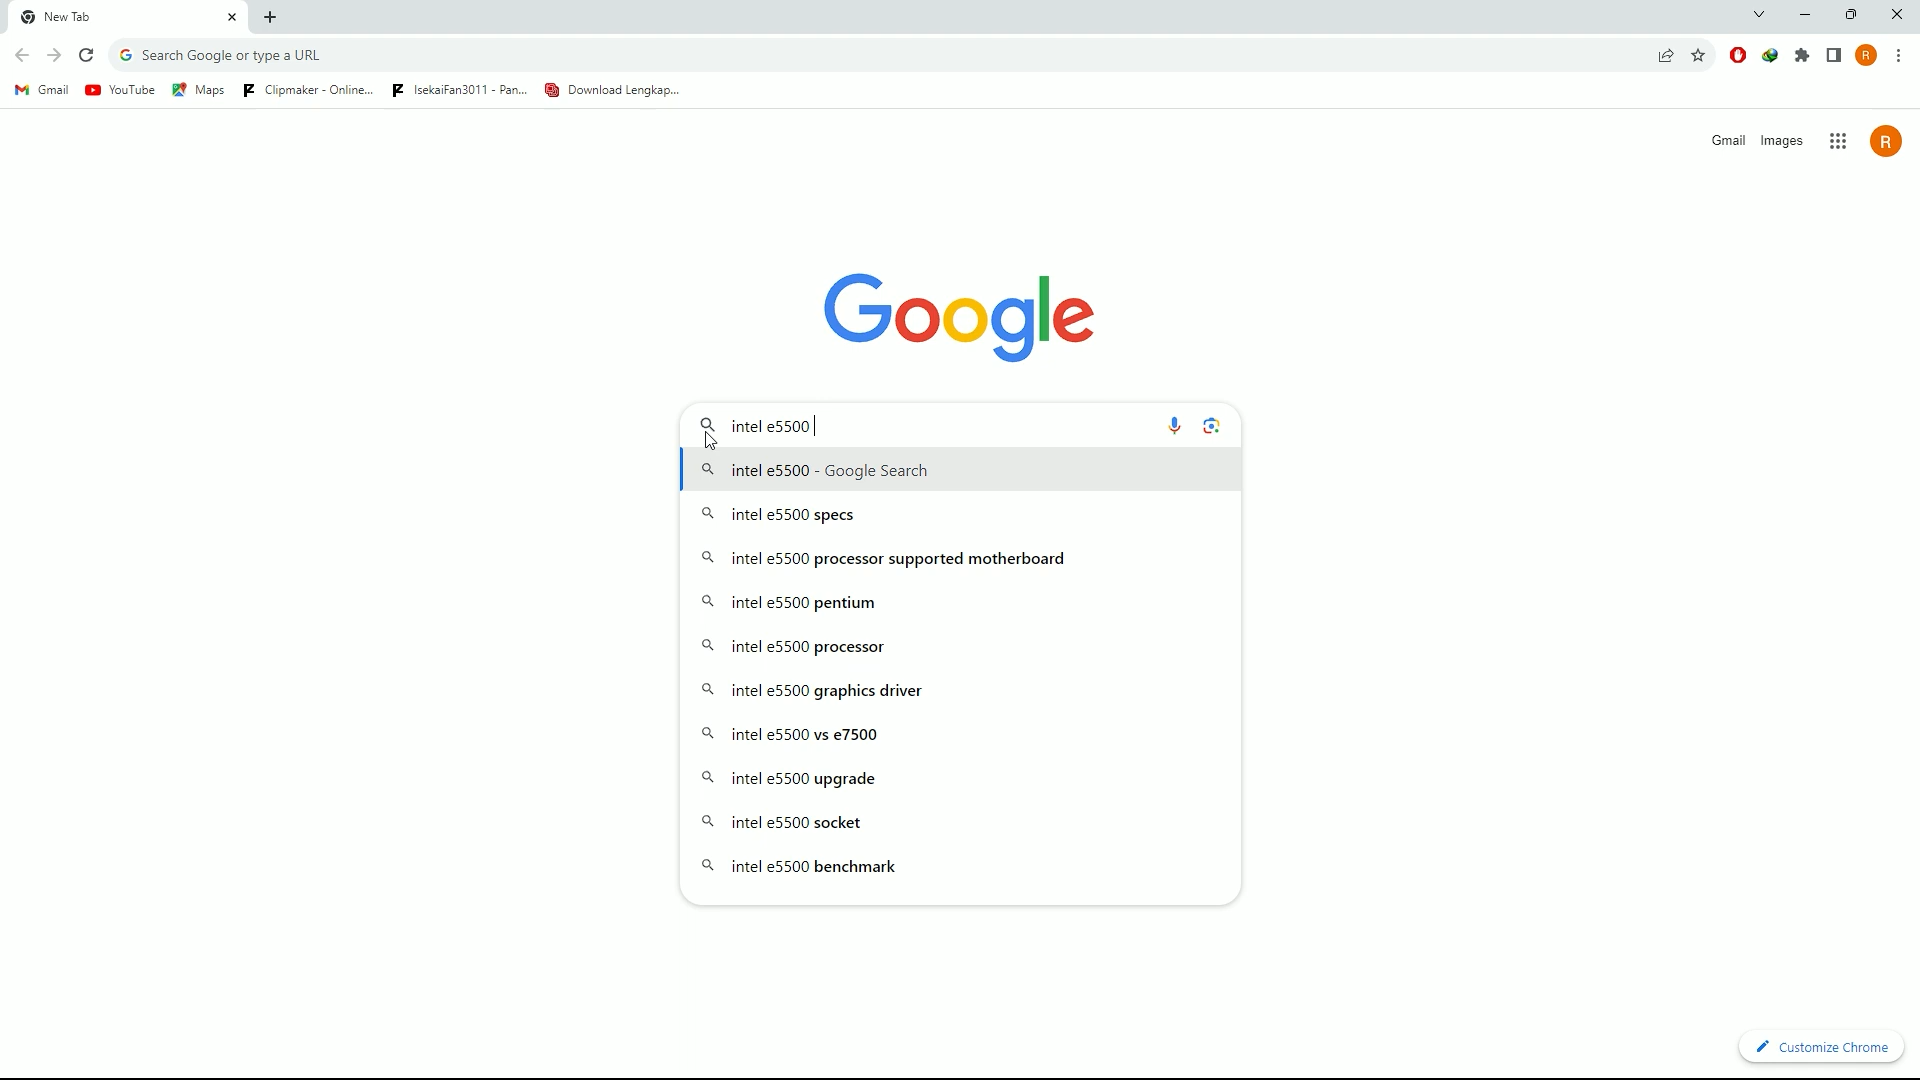 New Tab
Search Google or type a URL
R
Gmail YouTube Maps Clipmaker - Online... IsekaiFan3011 - Pan... Download Lengkap...
Gmail Images R
Google
intel e5500
intel e5500 - Google Search
intel e5500 specs
intel e5500 processor supported motherboard
intel e5500 pentium
intel e5500 processor
intel e5500 graphics driver
intel e5500 vs e7500
intel e5500 upgrade
intel e5500 socket
intel e5500 benchmark
Customize Chrome